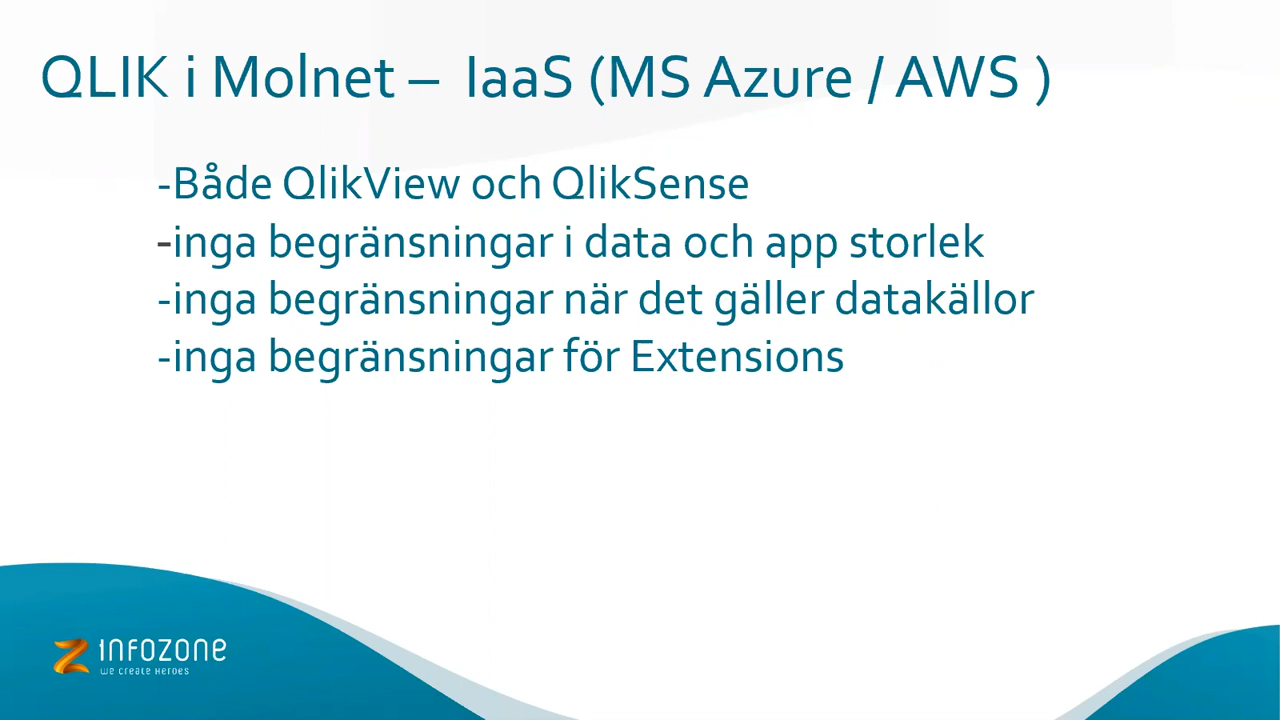 QLIK i Molnet – IaaS (MS Azure / AWS )
-Både QlikView och QlikSense
-inga begränsningar i data och app storlek
-inga begränsningar när det gäller datakällor
-inga begränsningar för Extensions
INFOZONE
WE CREATE HEROES